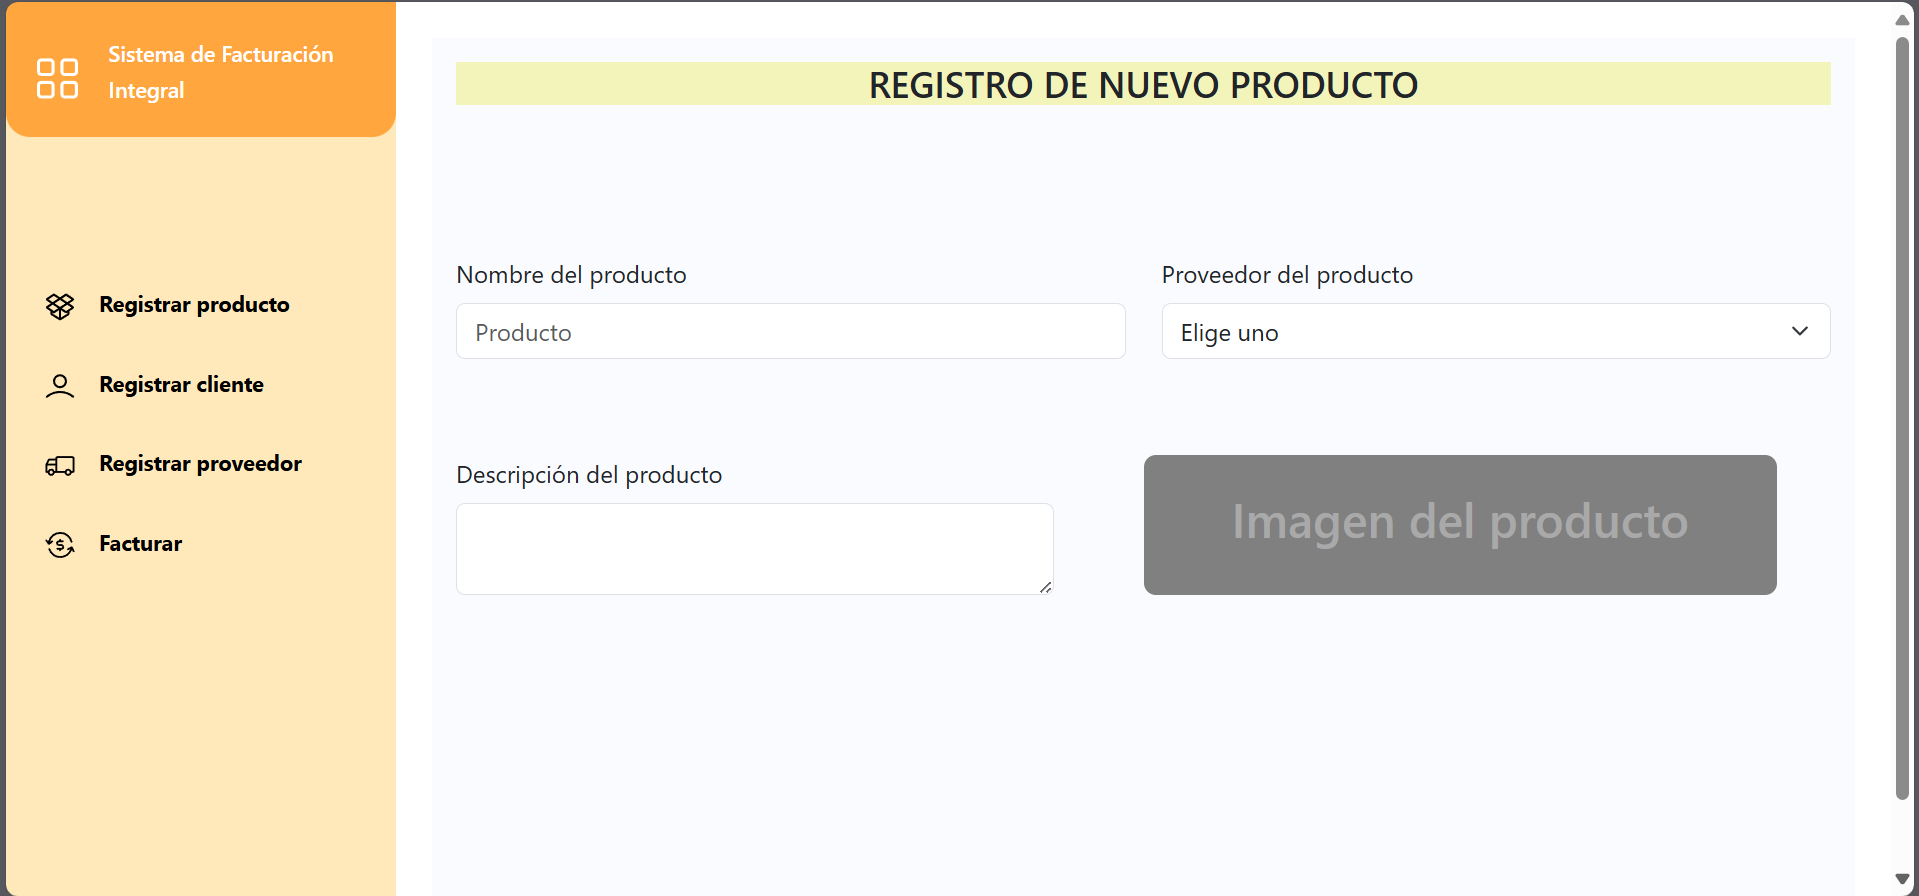 Sistema de Facturación
Integral
Registrar producto
Registrar cliente
Registrar proveedor
Facturar
REGISTRO DE NUEVO PRODUCTO
Nombre del producto
Producto
Proveedor del producto
Elige uno
Descripción del producto
Imagen del producto